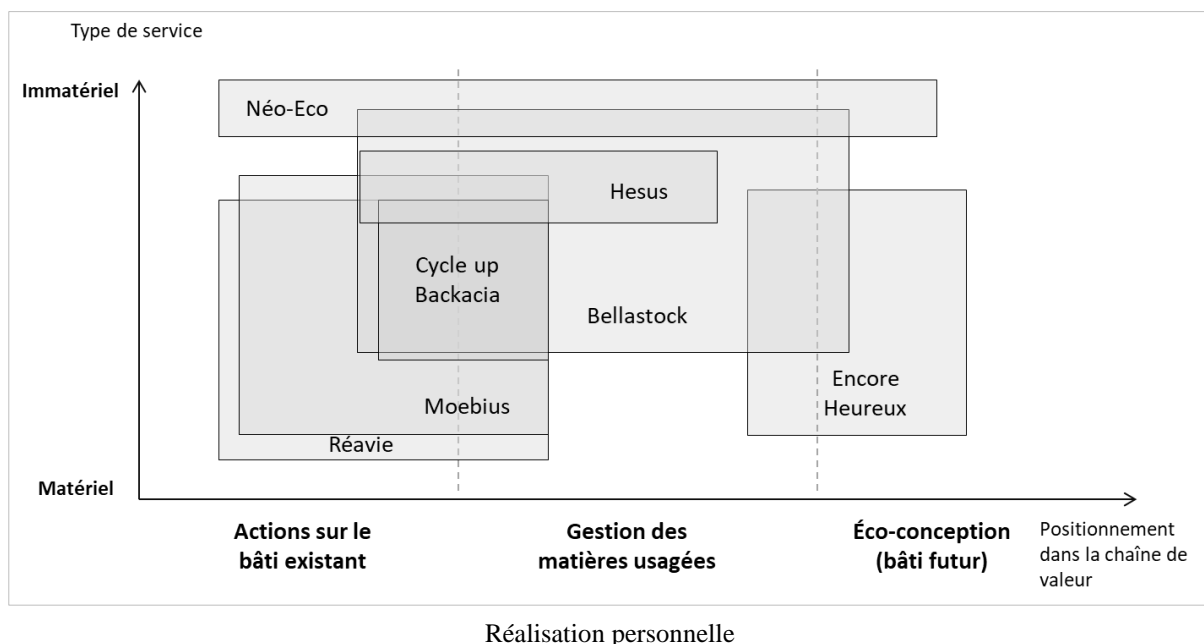 Type de service
Immatériel
Néo-Eco
Hesus
Cycle up
Backacia
Bellastock
Encore
Heureux
Moebius
Réavie
Matériel
Actions sur le
bâti existant
Gestion des
matières usagées
Éco-conception
(bâti futur)
Positionnement
dans la chaîne de
valeur
Réalisation personnelle